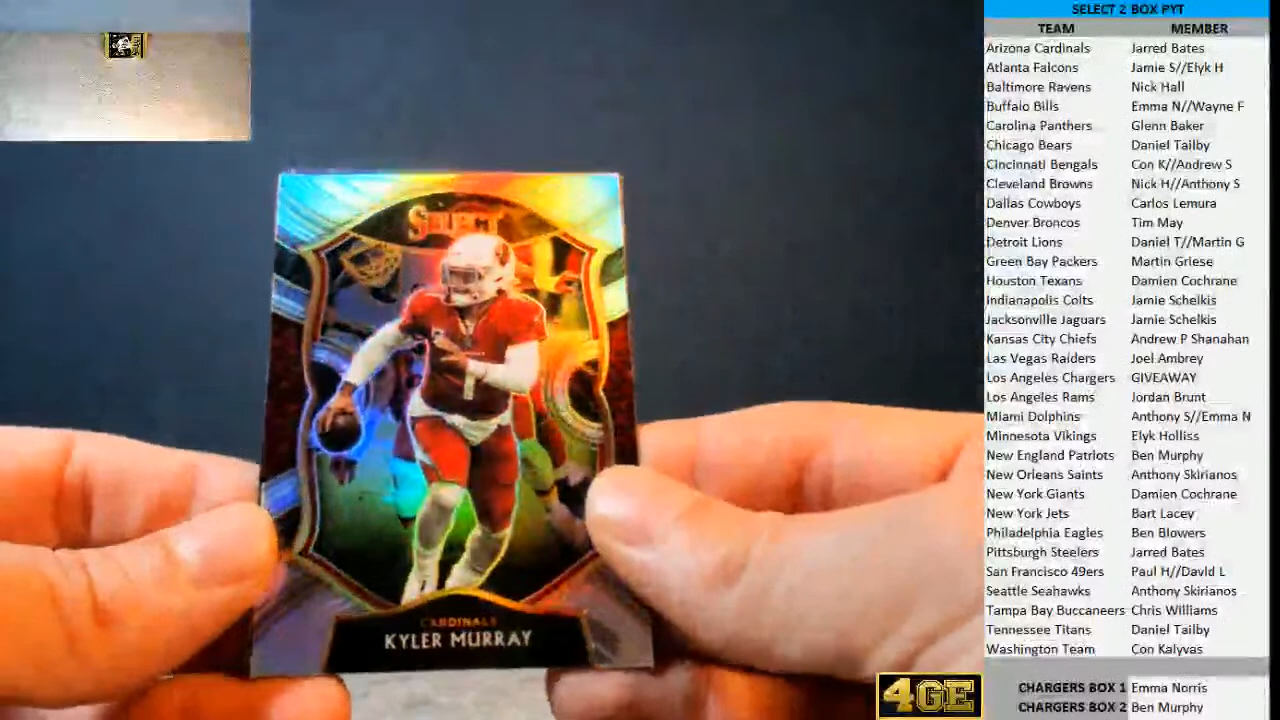 SELECT
1
CARDINALS
KYLER MURRAY
4GE
SELECT 2 BOX PYT
TEAM MEMBER
Arizona Cardinals Jarred Bates
Atlanta Falcons Jamie S//Elyk H
Baltimore Ravens Nick Hall
Buffalo Bills Emma N//Wayne F
Carolina Panthers Glenn Baker
Chicago Bears Daniel Tailby
Cincinnati Bengals Con K//Andrew S
Cleveland Browns Nick H//Anthony S
Dallas Cowboys Carlos Lemura
Denver Broncos Tim May
Detroit Lions Daniel T//Martin G
Green Bay Packers Martin Griese
Houston Texans Damien Cochrane
Indianapolis Colts Jamie Schelkis
Jacksonville Jaguars Jamie Schelkis
Kansas City Chiefs Andrew P Shanahan
Las Vegas Raiders Joel Ambrey
Los Angeles Chargers GIVEAWAY
Los Angeles Rams Jordan Brunt
Miami Dolphins Anthony S//Emma N
Minnesota Vikings Elyk Holliss
New England Patriots Ben Murphy
New Orleans Saints Anthony Skirianos
New York Giants Damien Cochrane
New York Jets Bart Lacey
Philadelphia Eagles Ben Blowers
Pittsburgh Steelers Jarred Bates
San Francisco 49ers Paul H//David L
Seattle Seahawks Anthony Skirianos
Tampa Bay Buccaneers Chris Williams
Tennessee Titans Daniel Tailby
Washington Team Con Kalyvas
CHARGERS BOX 1 Emma Norris
CHARGERS BOX 2 Ben Murphy